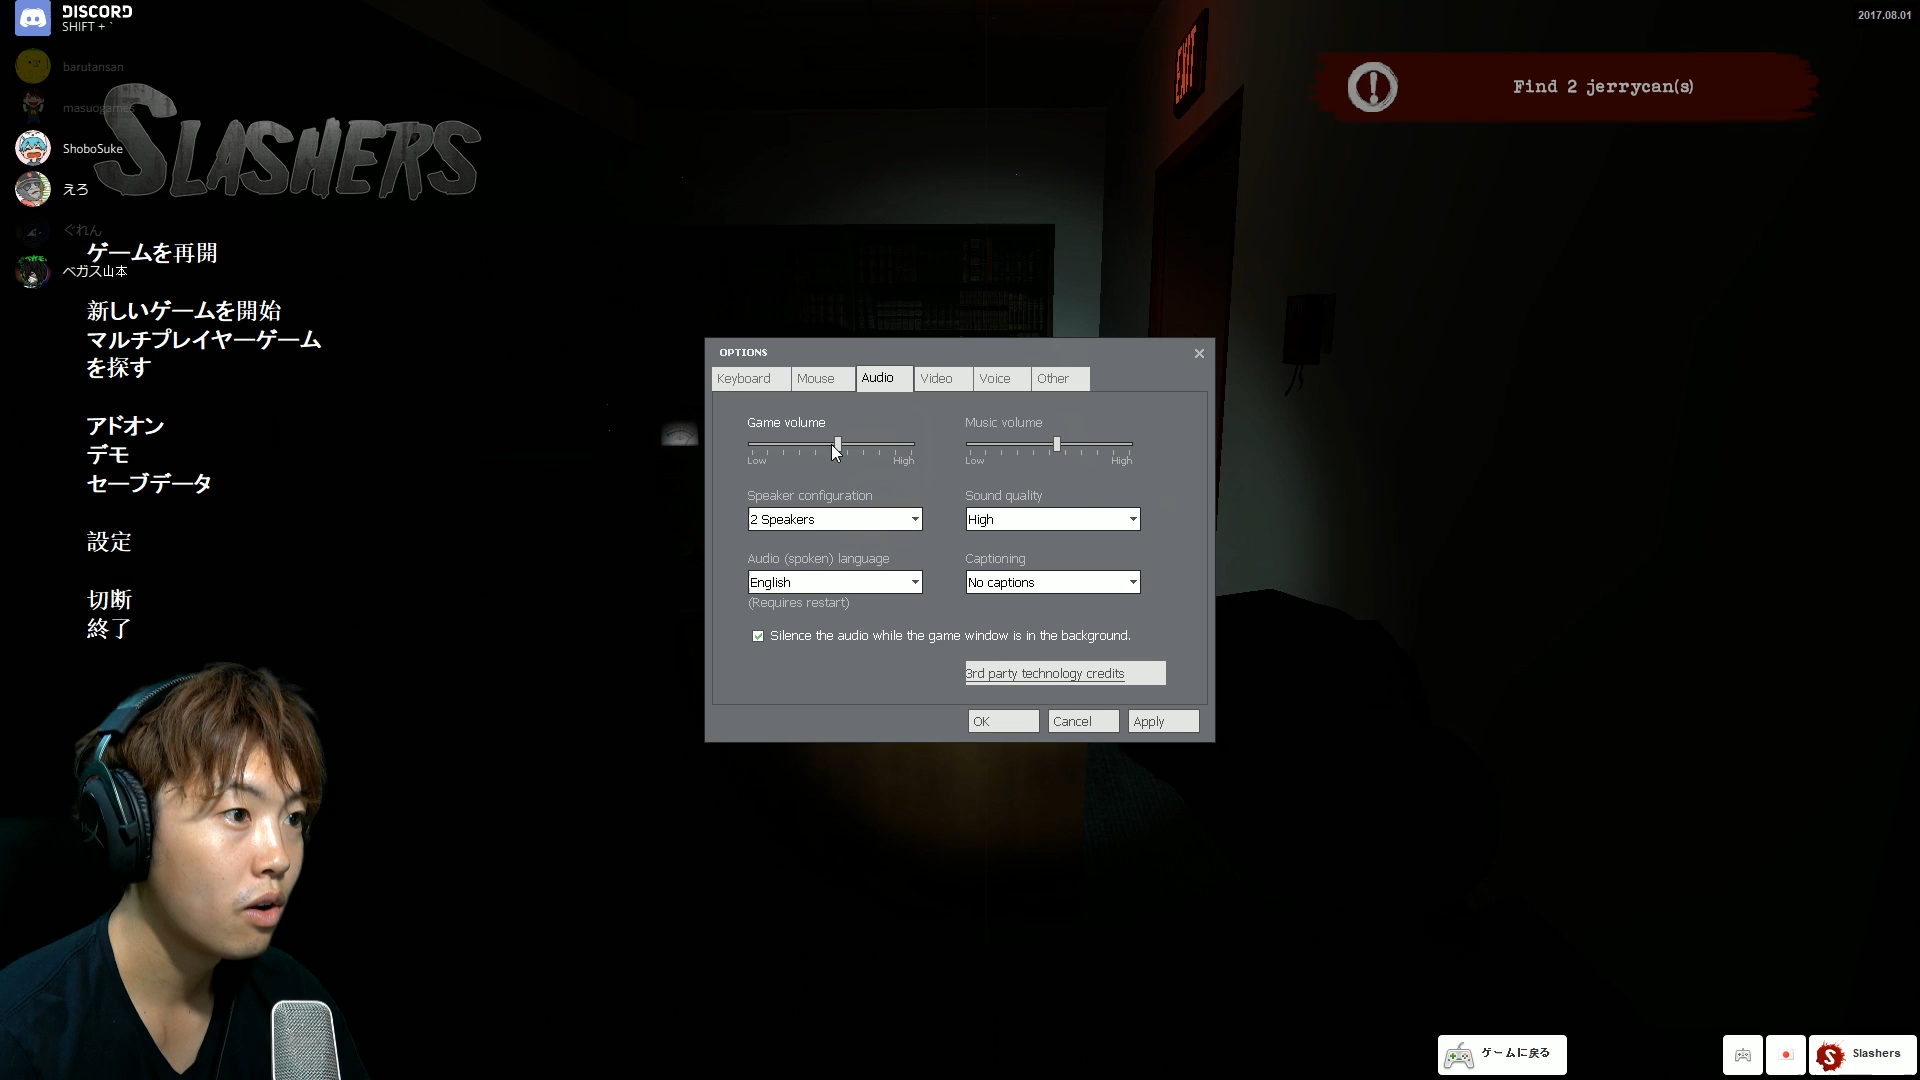 DISCORD
SHIFT + `
barutansan
masuogames
ShoboSuke
えろ
ぐれん
ベガス山本
SLASHERS
ゲームを再開
新しいゲームを開始
マルチプレイヤーゲーム
を探す
アドオン
デモ
セーブデータ
設定
切断
終了
EXIT
2017.08.01
Find 2 jerrycan(s)
OPTIONS
Keyboard Mouse Audio Video Voice Other
Game volume Music volume
Low High Low High
Speaker configuration Sound quality
2 Speakers High
Audio (spoken) language Captioning
English No captions
(Requires restart)
Silence the audio while the game window is in the background.
3rd party technology credits
OK Cancel Apply
ゲームに戻る
Slashers